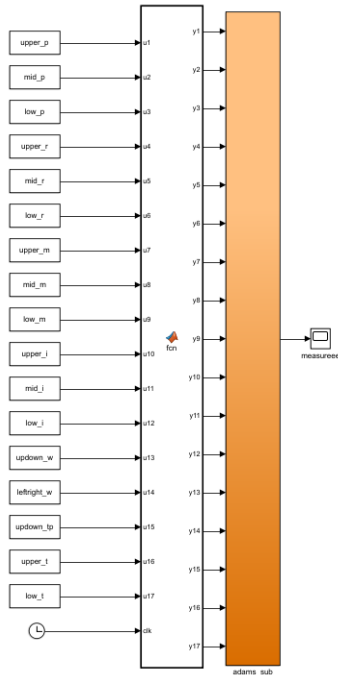 upper_p
mid_p
low_p
upper_r
mid_r
low_r
upper_m
mid_m
low_m
upper_i
mid_i
low_i
updown_w
leftright_w
updown_tp
upper_t
low_t
u1
u2
u3
u4
u5
u6
u7
u8
u9
u10
u11
u12
u13
u14
u15
u16
u17
clk
fcn
y1
y2
y3
y4
y5
y6
y7
y8
y9
y10
y11
y12
y13
y14
y15
y16
y17
adams_sub
measureee